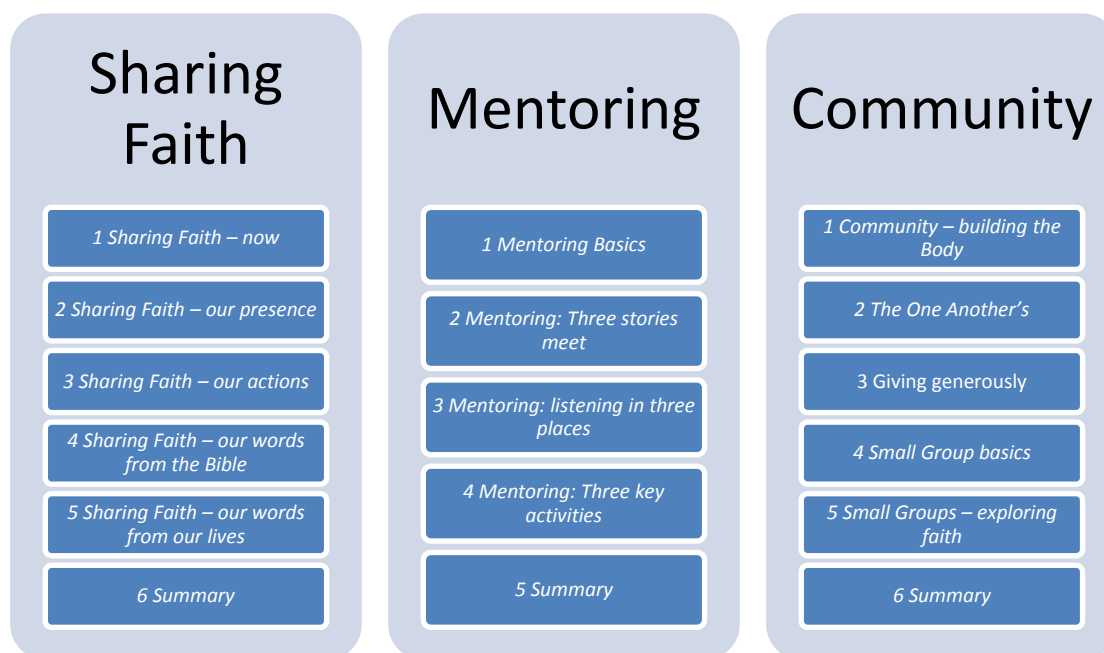 Sharing
Faith
1 Sharing Faith – now
2 Sharing Faith – our presence
3 Sharing Faith – our actions
4 Sharing Faith – our words
from the Bible
5 Sharing Faith – our words
from our lives
6 Summary
Mentoring
1 Mentoring Basics
2 Mentoring: Three stories
meet
3 Mentoring: listening in three
places
4 Mentoring: Three key
activities
5 Summary
Community
1 Community – building the
Body
2 The One Another’s
3 Giving generously
4 Small Group basics
5 Small Groups – exploring
faith
6 Summary